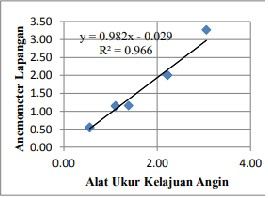 3.50
3.00
2.50
2.00
1.50
1.00
0.50
0.00
Anemometer Lapangan
y = 0.982x - 0.029
R² = 0.966
0.00 2.00 4.00
Alat Ukur Kelajuan Angin